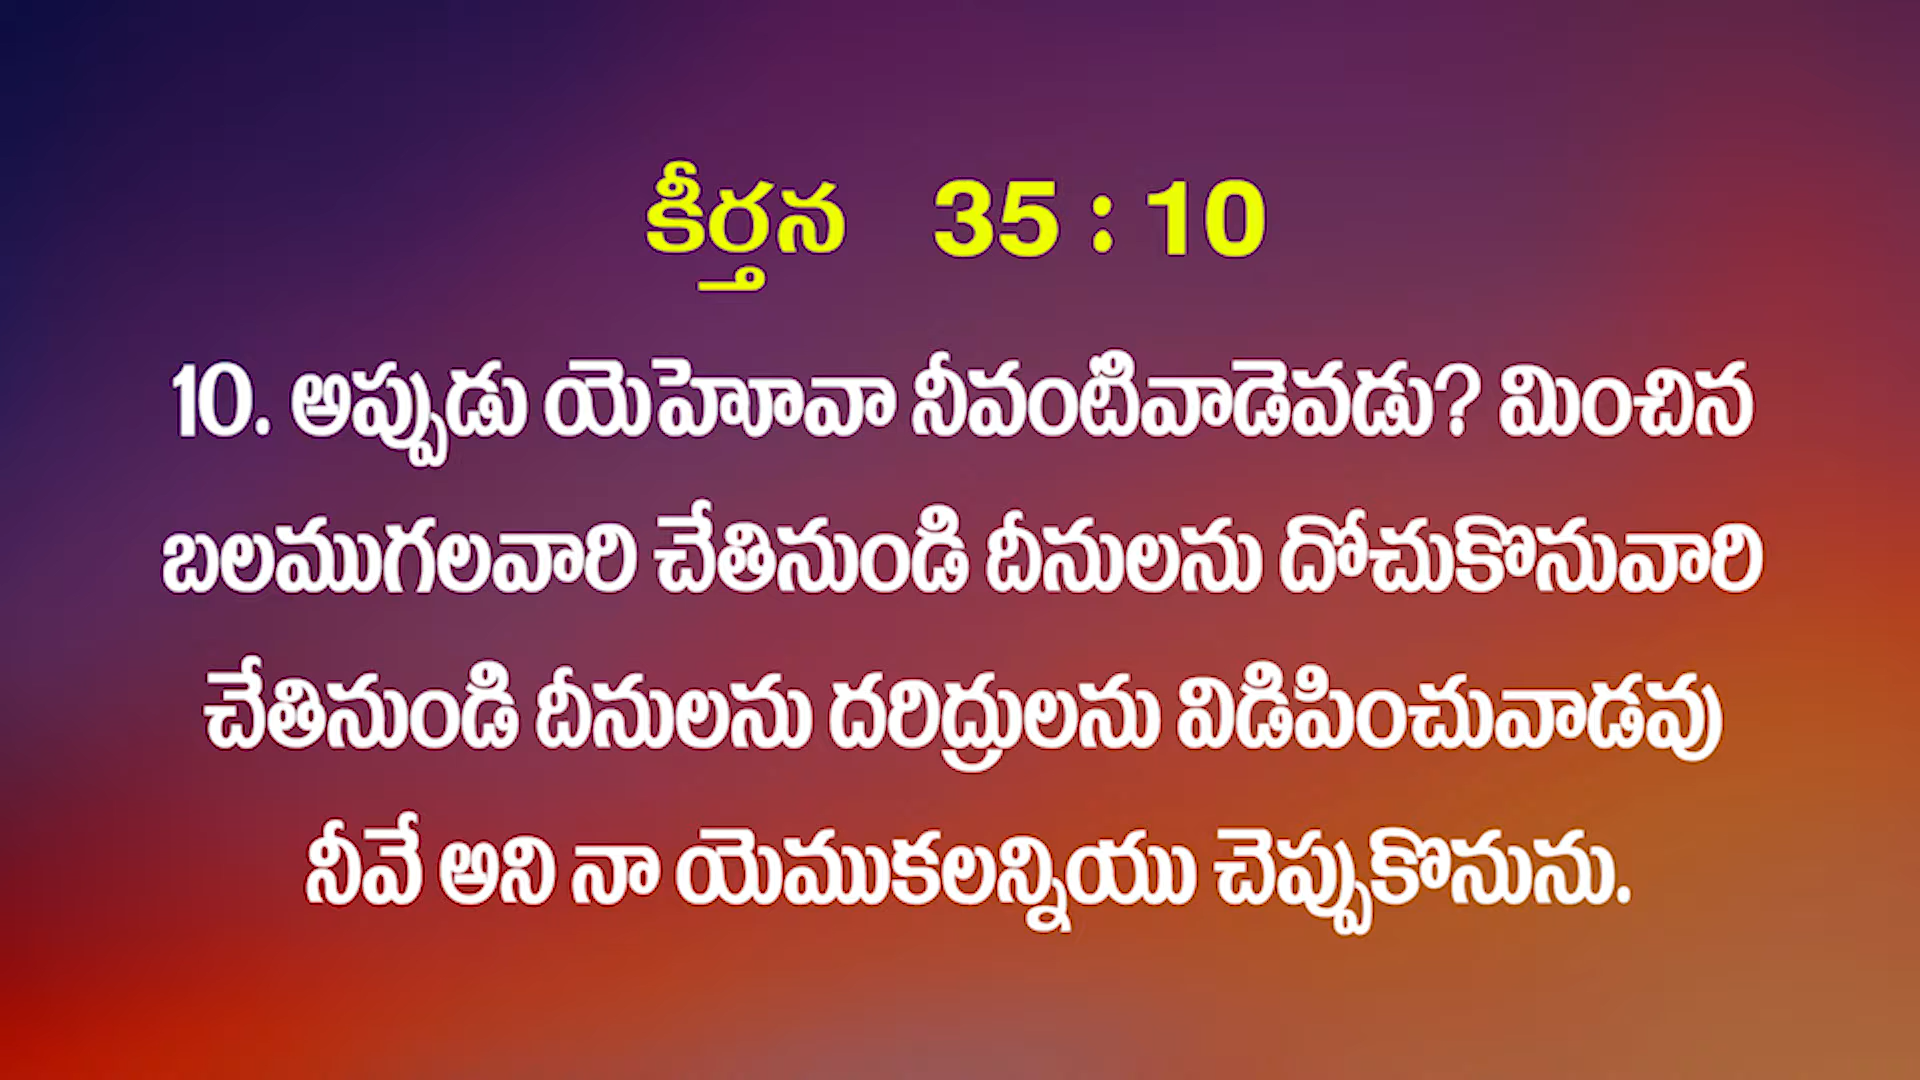 కీర్తన 35 : 10
10. అప్పుడు యెహెూవా నీవంటివాడెవడు? మించిన
బలముగలవారి చేతినుండి దీనులను దోచుకొనువారి
చేతినుండి దీనులను దరిద్రులను విడిపించువాడవు
నీవే అని నా యెముకలన్నియు చెప్పుకొనును.